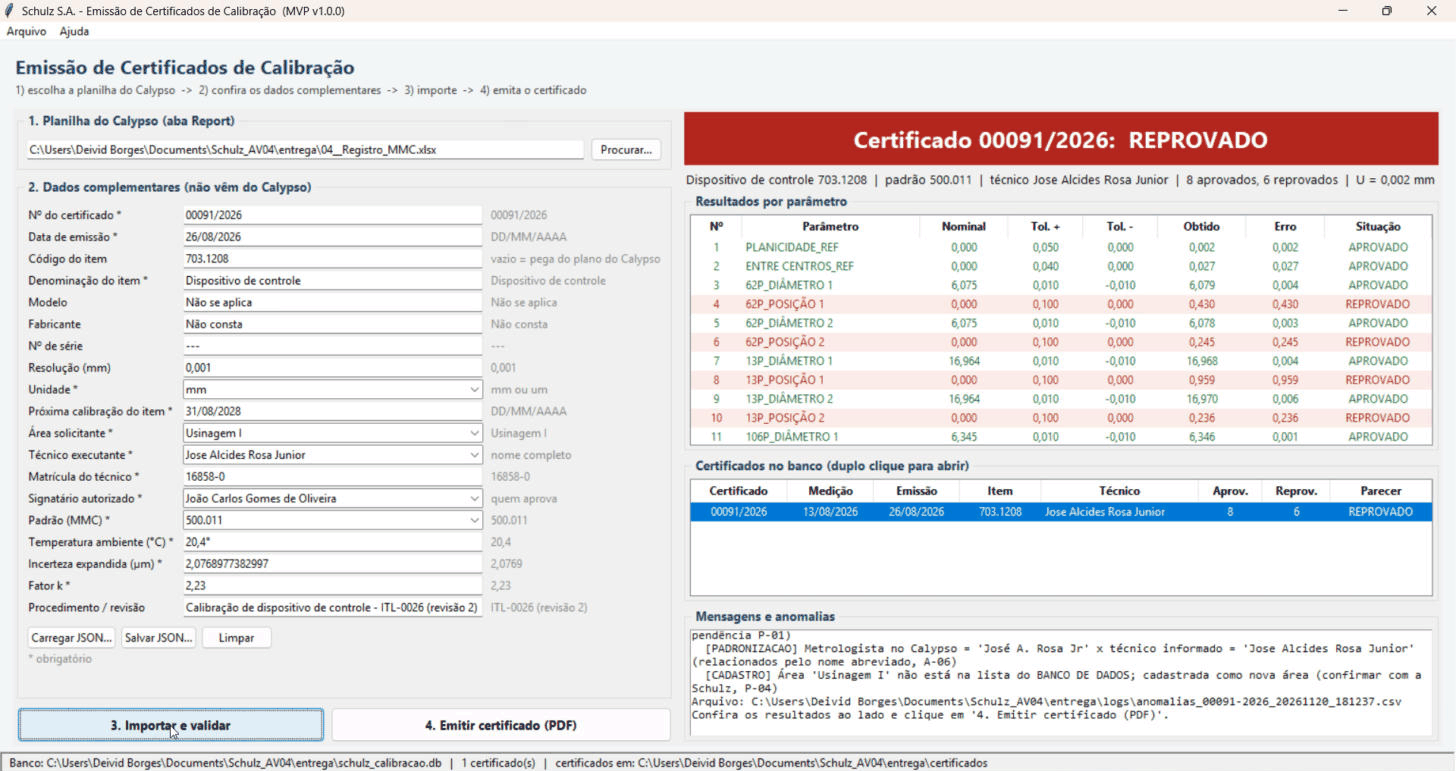 Schulz S.A. - Emissão de Certificados de Calibração (MVP v1.0.0)
Arquivo Ajuda
Emissão de Certificados de Calibração
1) escolha a planilha do Calypso -> 2) confira os dados complementares -> 3) importe -> 4) emita o certificado
1. Planilha do Calypso (aba Report)
C:\Users\Deivid Borges\Documents\Schulz_AV04\entrega\04__Registro_MMC.xlsx Procurar...
2. Dados complementares (não vêm do Calypso)
Nº do certificado * 00091/2026 00091/2026
Data de emissão * 26/08/2026 DD/MM/AAAA
Código do item 703.1208 vazio = pega do plano do Calypso
Denominação do item * Dispositivo de controle Dispositivo de controle
Modelo Não se aplica Não se aplica
Fabricante Não consta Não consta
Nº de série --- ---
Resolução (mm) 0,001 0,001
Unidade * mm mm ou um
Próxima calibração do item * 31/08/2028 DD/MM/AAAA
Área solicitante * Usinagem I Usinagem I
Técnico executante * Jose Alcides Rosa Junior nome completo
Matrícula do técnico * 16858-0 16858-0
Signatário autorizado * João Carlos Gomes de Oliveira quem aprova
Padrão (MMC) * 500.011 500.011
Temperatura ambiente (°C) * 20,4° 20,4
Incerteza expandida (µm) * 2,0768977382997 2,0769
Fator k * 2,23 2,23
Procedimento / revisão Calibração de dispositivo de controle - ITL-0026 (revisão 2) ITL-0026 (revisão 2)
Carregar JSON... Salvar JSON... Limpar
* obrigatório
3. Importar e validar 4. Emitir certificado (PDF)
Certificado 00091/2026: REPROVADO
Dispositivo de controle 703.1208 | padrão 500.011 | técnico Jose Alcides Rosa Junior | 8 aprovados, 6 reprovados | U = 0,002 mm
Resultados por parâmetro
Nº Parâmetro Nominal Tol. + Tol. - Obtido Erro Situação
1 PLANICIDADE_REF 0,000 0,050 0,000 0,002 0,002 APROVADO
2 ENTRE CENTROS_REF 0,000 0,040 0,000 0,027 0,027 APROVADO
3 62P_DIÂMETRO 1 6,075 0,010 -0,010 6,079 0,004 APROVADO
4 62P_POSIÇÃO 1 0,000 0,100 0,000 0,430 0,430 REPROVADO
5 62P_DIÂMETRO 2 6,075 0,010 -0,010 6,078 0,003 APROVADO
6 62P_POSIÇÃO 2 0,000 0,100 0,000 0,245 0,245 REPROVADO
7 13P_DIÂMETRO 1 16,964 0,010 -0,010 16,968 0,004 APROVADO
8 13P_POSIÇÃO 1 0,000 0,100 0,000 0,959 0,959 REPROVADO
9 13P_DIÂMETRO 2 16,964 0,010 -0,010 16,970 0,006 APROVADO
10 13P_POSIÇÃO 2 0,000 0,100 0,000 0,236 0,236 REPROVADO
11 106P_DIÂMETRO 1 6,345 0,010 -0,010 6,346 0,001 APROVADO
Certificados no banco (duplo clique para abrir)
Certificado Medição Emissão Item Técnico Aprov. Reprov. Parecer
00091/2026 13/08/2026 26/08/2026 703.1208 Jose Alcides Rosa Junior 8 6 REPROVADO
Mensagens e anomalias
pendência P-01)
[PADRONIZACAO] Metrologista no Calypso = 'José A. Rosa Jr' x técnico informado = 'Jose Alcides Rosa Junior'
(relacionados pelo nome abreviado, A-06)
[CADASTRO] Área 'Usinagem I' não está na lista do BANCO DE DADOS; cadastrada como nova área (confirmar com a
Schulz, P-04)
Arquivo: C:\Users\Deivid Borges\Documents\Schulz_AV04\entrega\logs\anomalias_00091-2026_20261120_181237.csv
Confira os resultados ao lado e clique em '4. Emitir certificado (PDF)'.
Banco: C:\Users\Deivid Borges\Documents\Schulz_AV04\entrega\schulz_calibracao.db | 1 certificado(s) | certificados em: C:\Users\Deivid Borges\Documents\Schulz_AV04\entrega\certificados